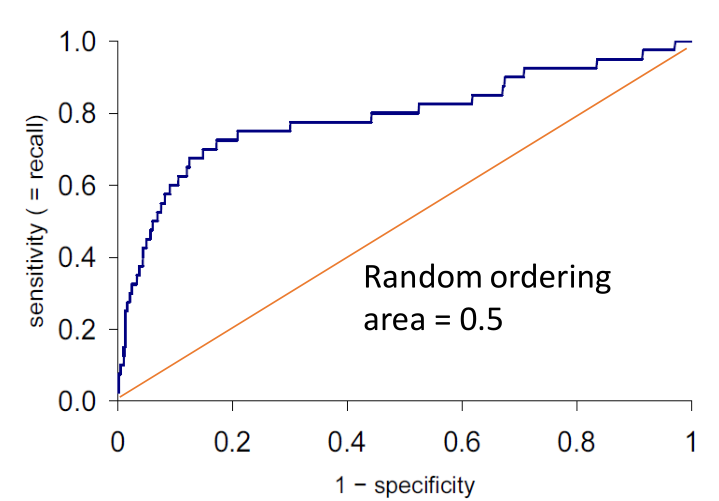 1.0
0.8
0.6
0.4
0.2
0.0
sensitivity ( = recall)
Random ordering
area = 0.5
0 0.2 0.4 0.6 0.8 1
1 − specificity